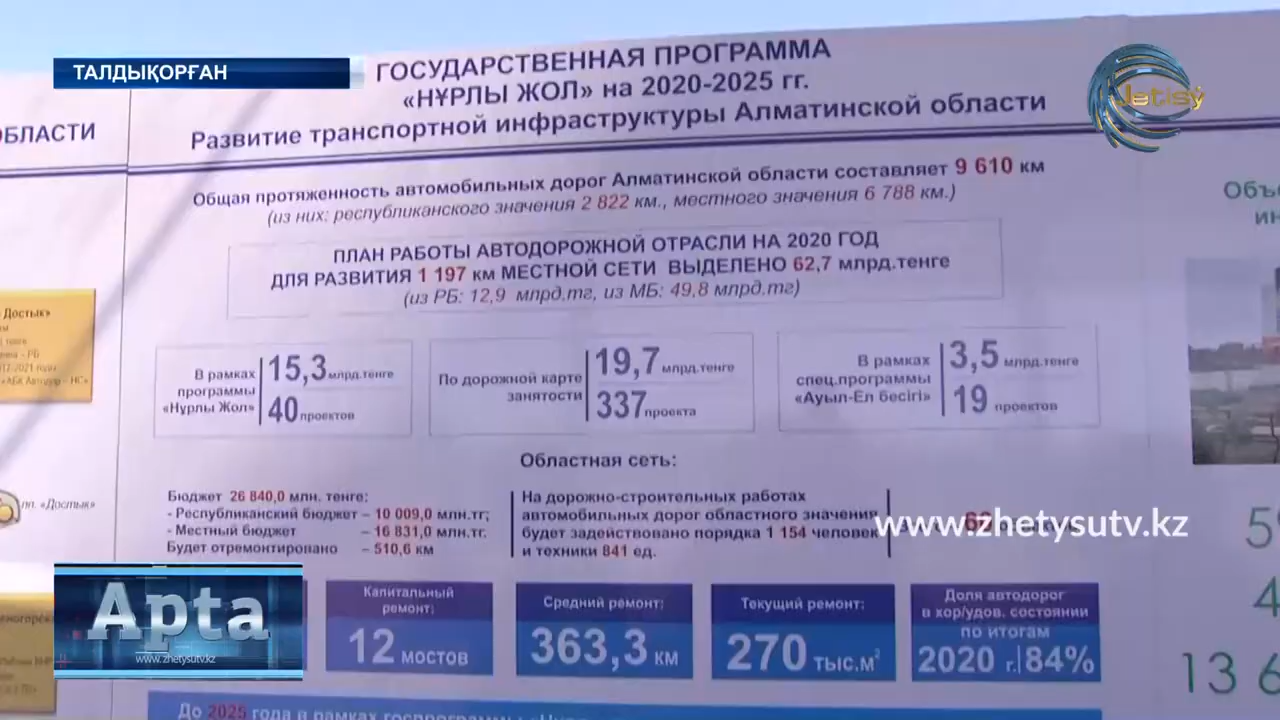 ТАЛДЫҚОРҒАН
Jetisý
ГОСУДАРСТВЕННАЯ ПРОГРАММА
«НҰРЛЫ ЖОЛ» на 2020-2025 гг.
Развитие транспортной инфраструктуры Алматинской области
Общая протяженность автомобильных дорог Алматинской области составляет 9 610 км
(из них: республиканского значения 2 822 км., местного значения 6 788 км.)
ПЛАН РАБОТЫ АВТОДОРОЖНОЙ ОТРАСЛИ НА 2020 ГОД
ДЛЯ РАЗВИТИЯ 1 197 км МЕСТНОЙ СЕТИ ВЫДЕЛЕНО 62,7 млрд.тенге
(из РБ: 12,9 млрд.тг, из МБ: 49,8 млрд.тг)
В рамках
программы
«Нурлы Жол»
15,3 млрд.тенге
40 проектов
По дорожной карте
занятости
19,7 млрд.тенге
337 проекта
В рамках
спец.программы
«Ауыл-Ел бесігі»
3,5 млрд.тенге
19 проектов
Областная сеть:
Бюджет 26 840,0 млн. тенге:
- Республиканский бюджет – 10 009,0 млн.тг;
- Местный бюджет – 16 831,0 млн.тг.
Будет отремонтировано – 510,6 км
На дорожно-строительных работах
автомобильных дорог областного значения
будет задействовано порядка 1 154 человек
и техники 841 ед.
www.zhetysutv.kz
Капитальный
ремонт:
12 мостов
Средний ремонт:
363,3 км
Текущий ремонт:
270 тыс.м²
Доля автодорог
в хор/удов. состоянии
по итогам
2020 г. 84%
До 2025 года в рамках госпрограммы
Достык»
пп. «Достык»
Арта
www.zhetysutv.kz